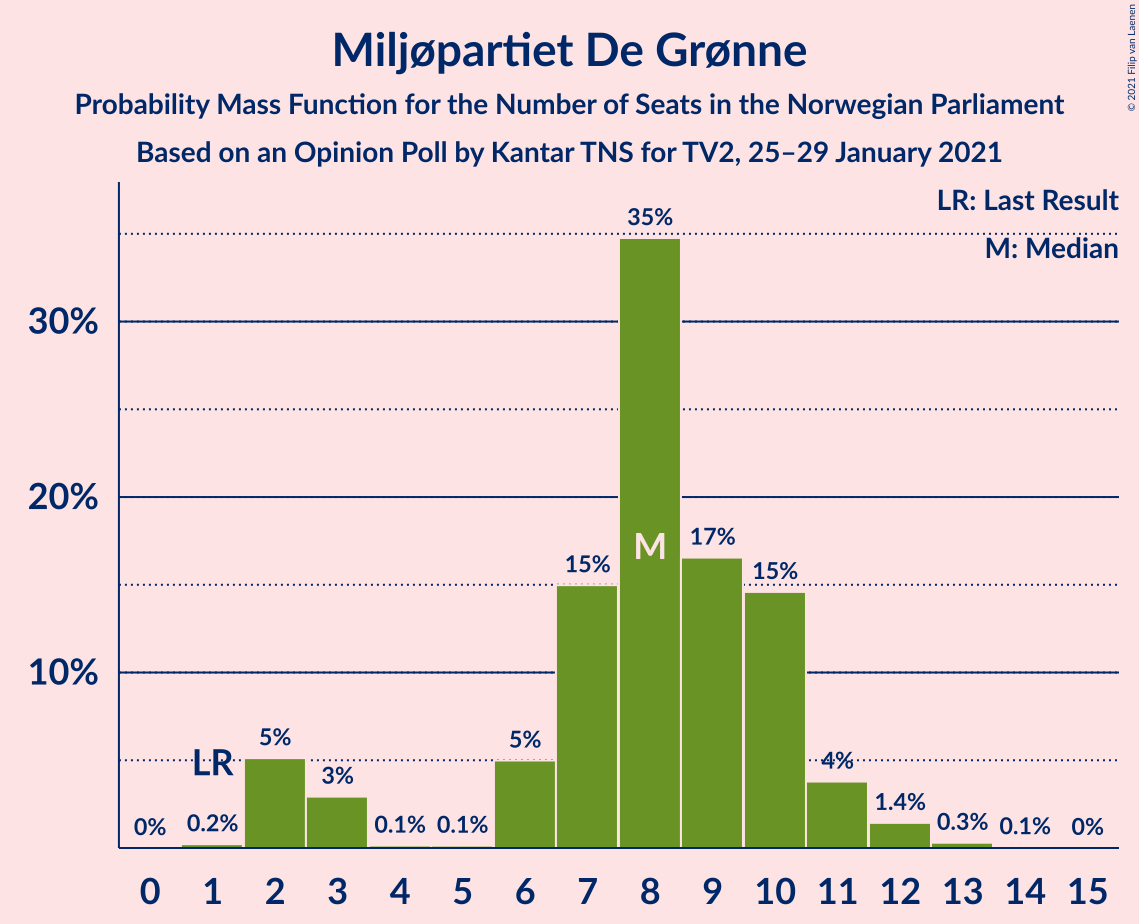 Miljøpartiet De Grønne
Probability Mass Function for the Number of Seats in the Norwegian Parliament
Based on an Opinion Poll by Kantar TNS for TV2, 25–29 January 2021
© 2021 Filip van Laenen
LR: Last Result
M: Median
35%
30%
20%
M
17%
15%
15%
10%
LR
5%
5%
3%
4%
1.4%
0%
0.2%
0.1%
0.1%
0.3%
0.1%
0%
0 1 2 3 4 5 6 7 8 9 10 11 12 13 14 15